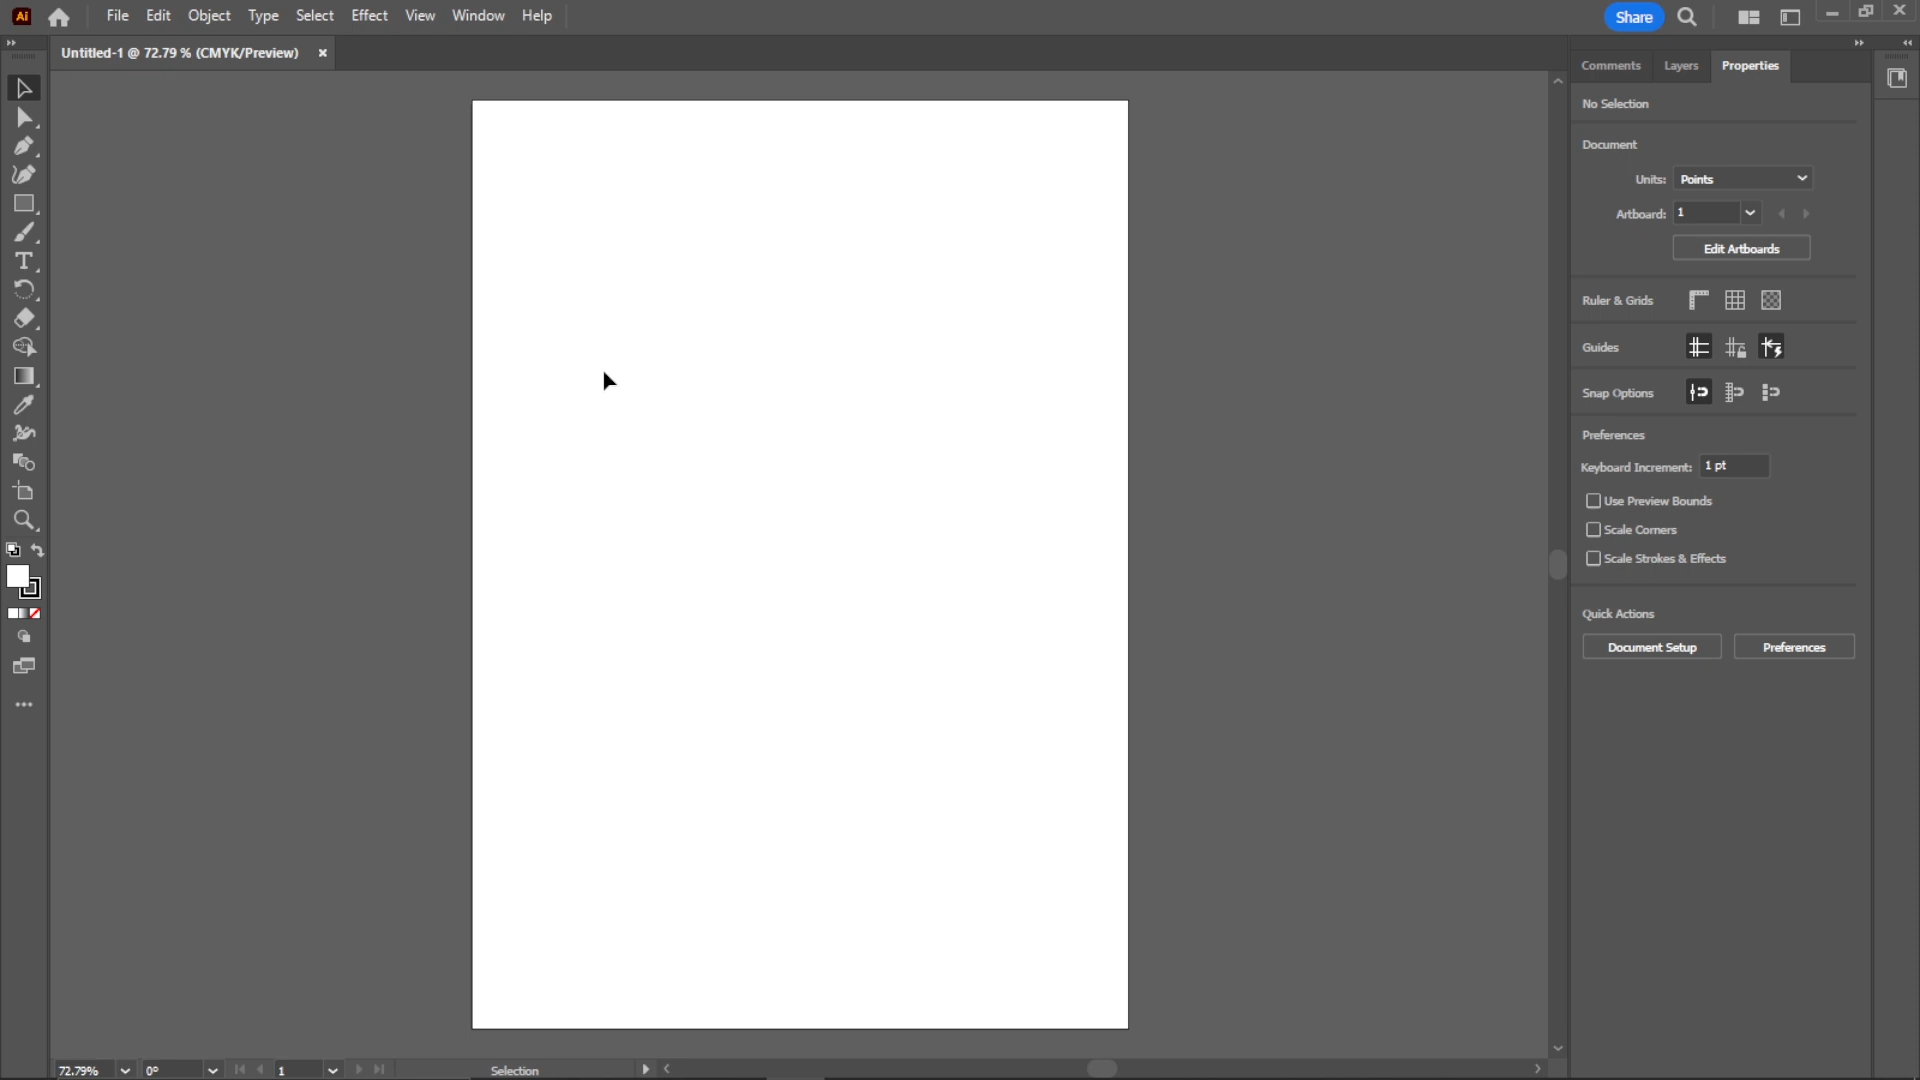 Ai File Edit Object Type Select Effect View Window Help Share
Untitled-1 @ 72.79 % (CMYK/Preview) ×
Comments Layers Properties
No Selection
Document
Units: Points
Artboard: 1
Edit Artboards
Ruler & Grids
Guides
Snap Options
Preferences
Keyboard Increment: 1 pt
Use Preview Bounds
Scale Corners
Scale Strokes & Effects
Quick Actions
Document Setup Preferences
72.79% 0° 1 Selection